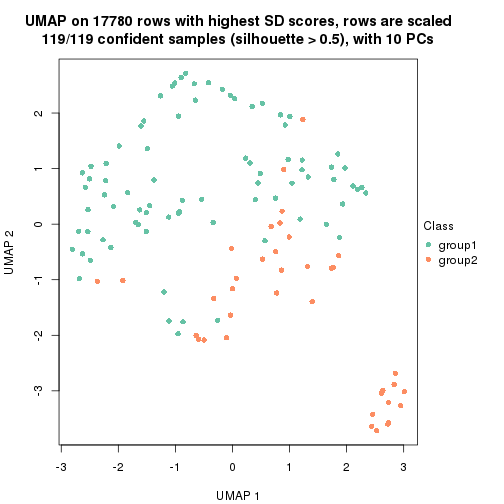 UMAP on 17780 rows with highest SD scores, rows are scaled
119/119 confident samples (silhouette > 0.5), with 10 PCs
2
1
0
-1
-2
-3
UMAP 2
-3
-2
-1
0
1
2
3
UMAP 1
Class
group1
group2